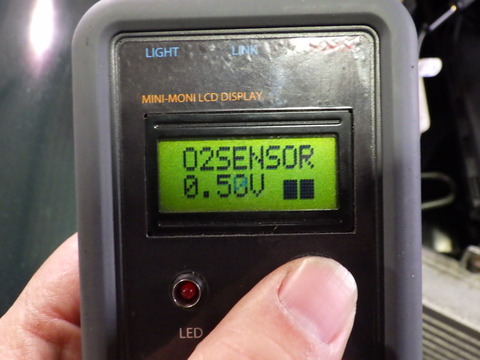 LIGHT LINK
MINI-MONI LCD DISPLAY
O2SENSOR
0.50V
LED